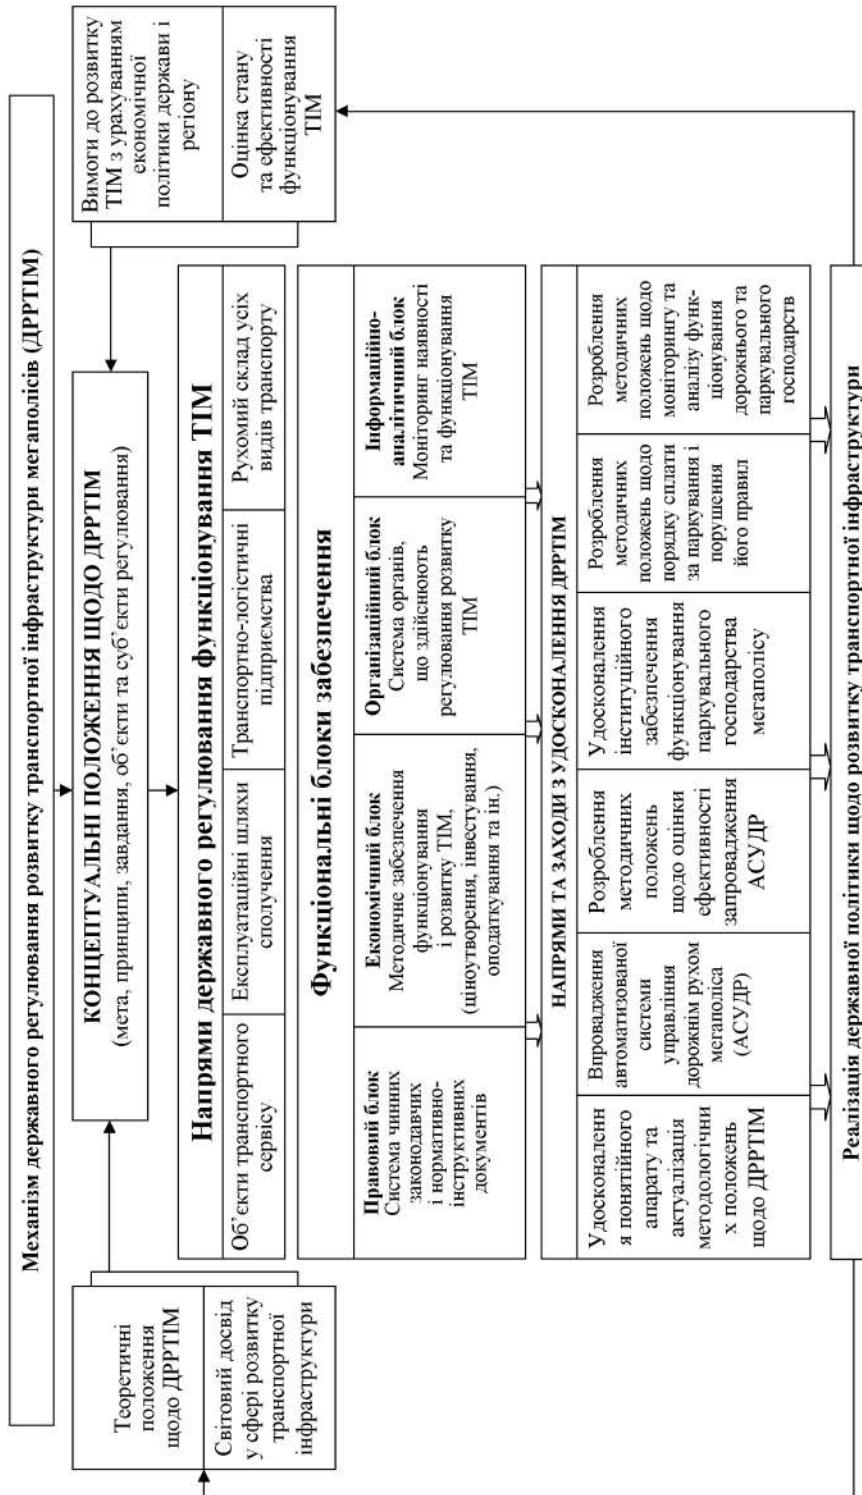 Механізм державного регулювання розвитку транспортної інфраструктури мегаполісів (ДРРТІМ)
Теоретичні
положення
щодо ДРРТІМ
Світовий досвід
у сфері розвитку
транспортної
інфраструктури
КОНЦЕПТУАЛЬНІ ПОЛОЖЕННЯ ЩОДО ДРРТІМ
(мета, принципи, завдання, об’єкти та суб’єкти регулювання)
Вимоги до розвитку
ТІМ з урахуванням
економічної
політики держави і
регіону
Оцінка стану
та ефективності
функціонування
ТІМ
Напрями державного регулювання функціонування ТІМ
Об’єкти транспортного
сервісу
Експлуатаційні шляхи
сполучення
Транспортно-логістичні
підприємства
Рухомий склад усіх
видів транспорту
Функціональні блоки забезпечення
Правовий блок
Система чинних
законодавчих
і нормативно-
інструктивних
документів
Економічний блок
Методичне забезпечення
функціонування
і розвитку ТІМ,
(ціноутворення, інвестування,
оподаткування та ін.)
Організаційний блок
Система органів,
що здійснюють
регулювання розвитку
ТІМ
Інформаційно-
аналітичний блок
Моніторинг наявності
та функціонування
ТІМ
НАПРЯМИ ТА ЗАХОДИ З УДОСКОНАЛЕННЯ ДРРТІМ
Удосконаленн
я понятійного
апарату та
актуалізація
методологічни
х положень
щодо ДРРТІМ
Впровадження
автоматизованої
системи
управління
дорожнім рухом
мегаполіса
(АСУДР)
Розроблення
методичних
положень
щодо оцінки
ефективності
запровадження
АСУДР
Удосконалення
інституційного
забезпечення
функціонування
паркувального
господарства
мегаполісу
Розроблення
методичних
положень щодо
порядку сплати
за паркування і
порушення
його правил
Розроблення
методичних
положень щодо
моніторингу та
аналізу функ-
ціонування
дорожнього та
паркувального
господарств
Реалізація державної політики щодо розвитку транспортної інфраструктури